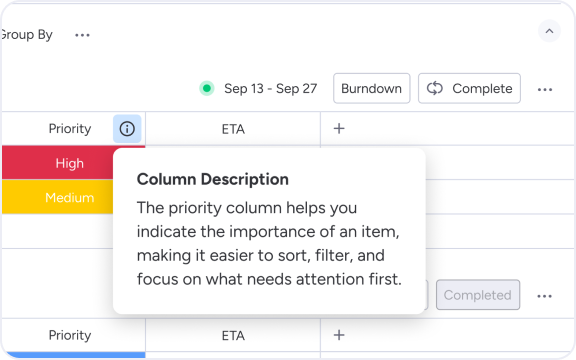 Group By ...
Sep 13 - Sep 27 Burndown Complete ...
Priority ETA +
High
Medium
Column Description
The priority column helps you
indicate the importance of an item,
making it easier to sort, filter, and
focus on what needs attention first.
Completed ...
Priority ETA +